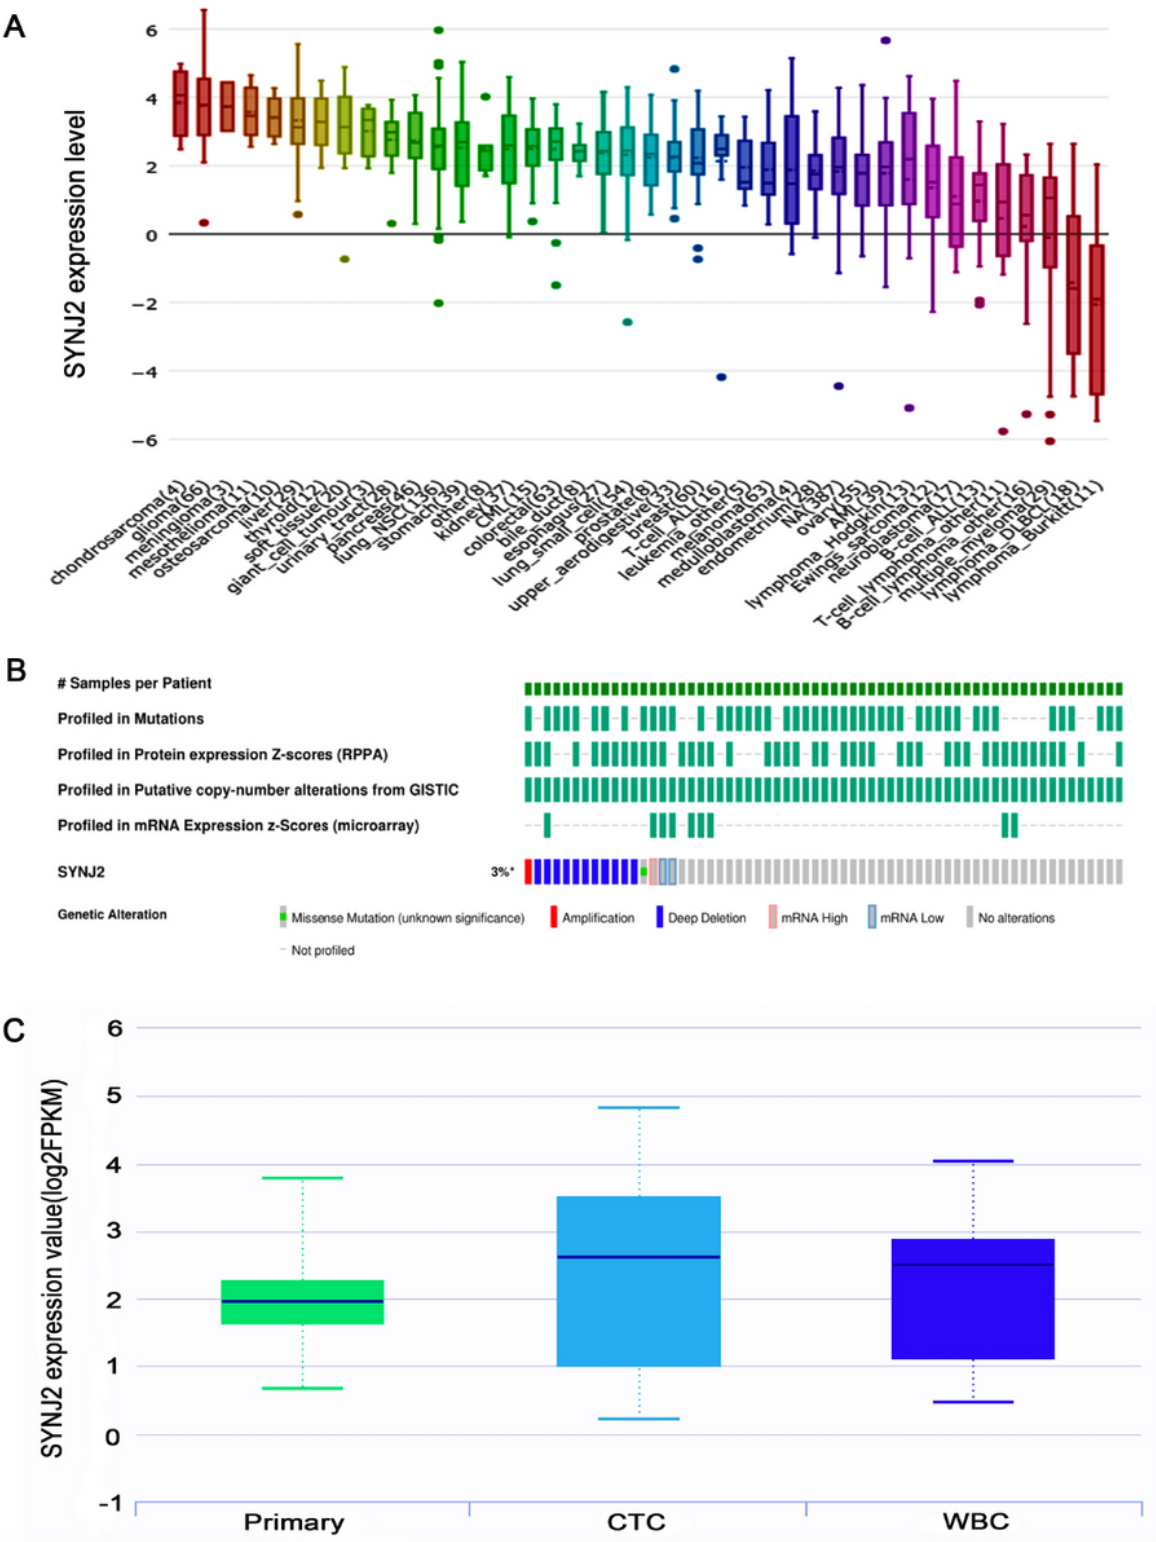 A
SYNJ2 expression level
6
4
2
0
−2
−4
−6
chondrosarcoma(4)
glioma(66)
meningioma(3)
mesothelioma(11)
osteosarcoma(10)
liver(29)
thyroid(12)
soft_tissue(20)
giant_cell_tumour(3)
urinary_tract(28)
pancreas(46)
lung_NSC(136)
stomach(39)
other(8)
kidney(37)
CML(15)
colorectal(63)
bile_duct(8)
esophagus(27)
lung_small_cell(54)
prostate(8)
upper_aerodigestive(33)
breast(60)
T-cell_ALL(16)
leukemia_other(5)
melanoma(63)
medulloblastoma(4)
endometrium(28)
NA(387)
ovary(55)
AML(39)
lymphoma_Hodgkin(13)
Ewings_sarcoma(12)
neuroblastoma(17)
B-cell_ALL(13)
T-cell_lymphoma_other(11)
B-cell_lymphoma_other(16)
multiple_myeloma(29)
lymphoma_DLBCL(18)
lymphoma_Burkitt(11)
B
# Samples per Patient
Profiled in Mutations
Profiled in Protein expression Z-scores (RPPA)
Profiled in Putative copy-number alterations from GISTIC
Profiled in mRNA Expression z-Scores (microarray)
SYNJ2 3%*
Genetic Alteration Missense Mutation (unknown significance) Amplification Deep Deletion mRNA High mRNA Low No alterations
Not profiled
C
SYNJ2 expression value(log2FPKM)
6
5
4
3
2
1
0
-1
Primary CTC WBC